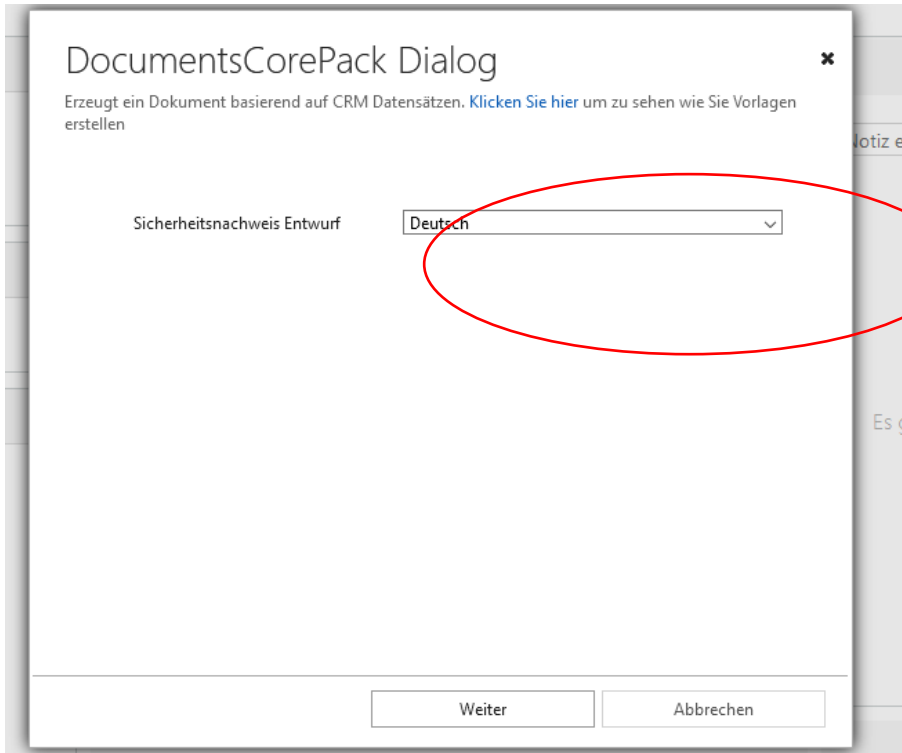 DocumentsCorePack Dialog
Erzeugt ein Dokument basierend auf CRM Datensätzen. Klicken Sie hier um zu sehen wie Sie Vorlagen
erstellen
Notiz e
Sicherheitsnachweis Entwurf Deutsch
Es g
Weiter Abbrechen